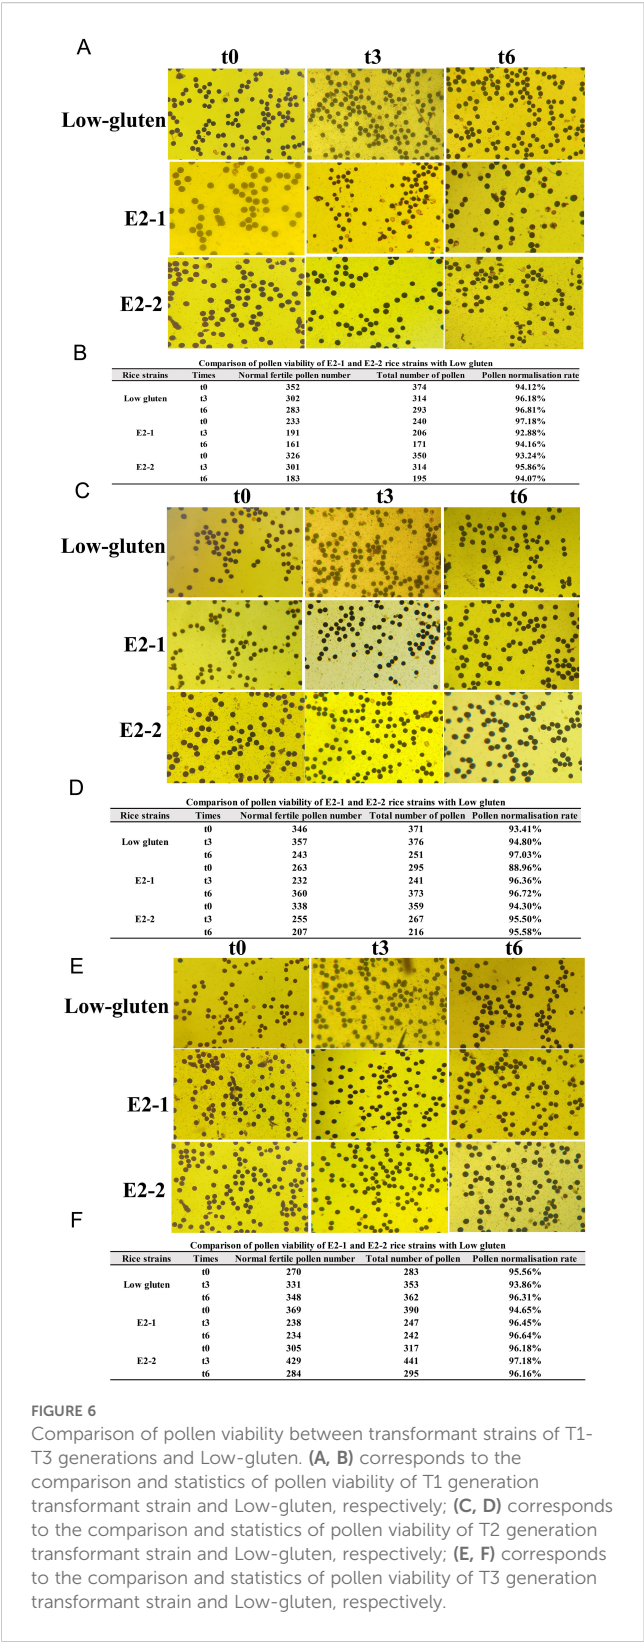 A
t0 t3 t6
Low-gluten
E2-1
E2-2
B
Comparison of pollen viability of E2-1 and E2-2 rice strains with Low gluten
Rice strains Times Normal fertile pollen number Total number of pollen Pollen normalisation rate
t0 352 374 94.12%
Low gluten t3 302 314 96.18%
t6 283 293 96.81%
t0 233 240 97.18%
E2-1 t3 191 206 92.88%
t6 161 171 94.16%
t0 326 350 93.24%
E2-2 t3 301 314 95.86%
t6 183 195 94.07%
C
t0 t3 t6
Low-gluten
E2-1
E2-2
D
Comparison of pollen viability of E2-1 and E2-2 rice strains with Low gluten
Rice strains Times Normal fertile pollen number Total number of pollen Pollen normalisation rate
t0 346 371 93.41%
Low gluten t3 357 376 94.80%
t6 243 251 97.03%
t0 263 295 88.96%
E2-1 t3 232 241 96.36%
t6 360 373 96.72%
t0 338 359 94.30%
E2-2 t3 255 267 95.50%
t6 207 216 95.58%
E
t0 t3 t6
Low-gluten
E2-1
E2-2
F
Comparison of pollen viability of E2-1 and E2-2 rice strains with Low gluten
Rice strains Times Normal fertile pollen number Total number of pollen Pollen normalisation rate
t0 270 283 95.56%
Low gluten t3 331 353 93.86%
t6 348 362 96.31%
t0 369 390 94.65%
E2-1 t3 238 247 96.45%
t6 234 242 96.64%
t0 305 317 96.18%
E2-2 t3 429 441 97.18%
t6 284 295 96.16%
FIGURE 6
Comparison of pollen viability between transformant strains of T1-
T3 generations and Low-gluten. (A, B) corresponds to the
comparison and statistics of pollen viability of T1 generation
transformant strain and Low-gluten, respectively; (C, D) corresponds
to the comparison and statistics of pollen viability of T2 generation
transformant strain and Low-gluten, respectively; (E, F) corresponds
to the comparison and statistics of pollen viability of T3 generation
transformant strain and Low-gluten, respectively.